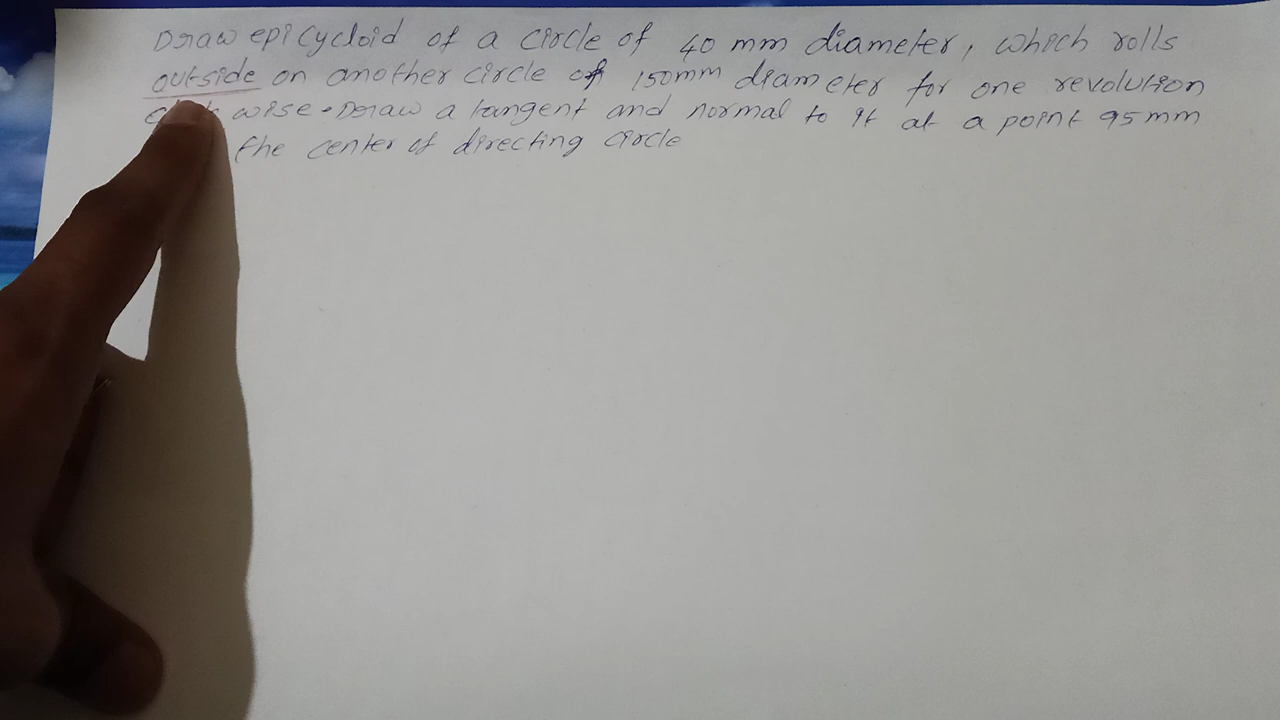 Draw epicycloid of a circle of 40 mm diameter, which rolls
outside on another circle of 150mm diameter for one revolution
wise. Draw a tangent and normal to it at a point 95mm
the center of directing circle